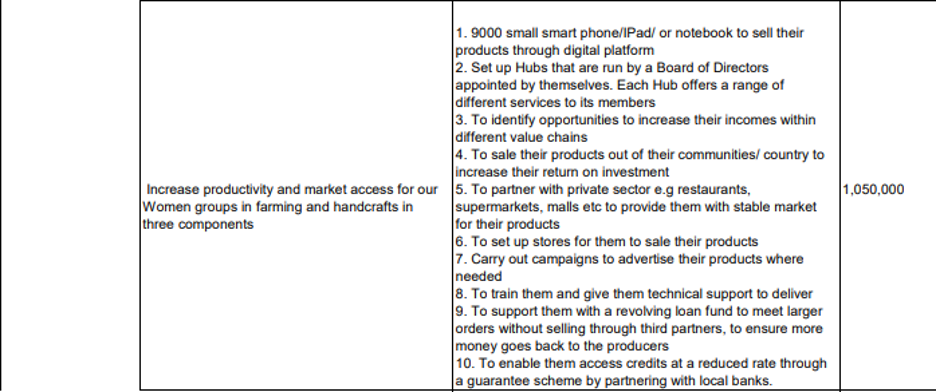 Increase productivity and market access for our
Women groups in farming and handcrafts in
three components
1. 9000 small smart phone/IPad/ or notebook to sell their
products through digital platform
2. Set up Hubs that are run by a Board of Directors
appointed by themselves. Each Hub offers a range of
different services to its members
3. To identify opportunities to increase their incomes within
different value chains
4. To sale their products out of their communities/ country to
increase their return on investment
5. To partner with private sector e.g restaurants,
supermarkets, malls etc to provide them with stable market
for their products
6. To set up stores for them to sale their products
7. Carry out campaigns to advertise their products where
needed
8. To train them and give them technical support to deliver
9. To support them with a revolving loan fund to meet larger
orders without selling through third partners, to ensure more
money goes back to the producers
10. To enable them access credits at a reduced rate through
a guarantee scheme by partnering with local banks.
1,050,000